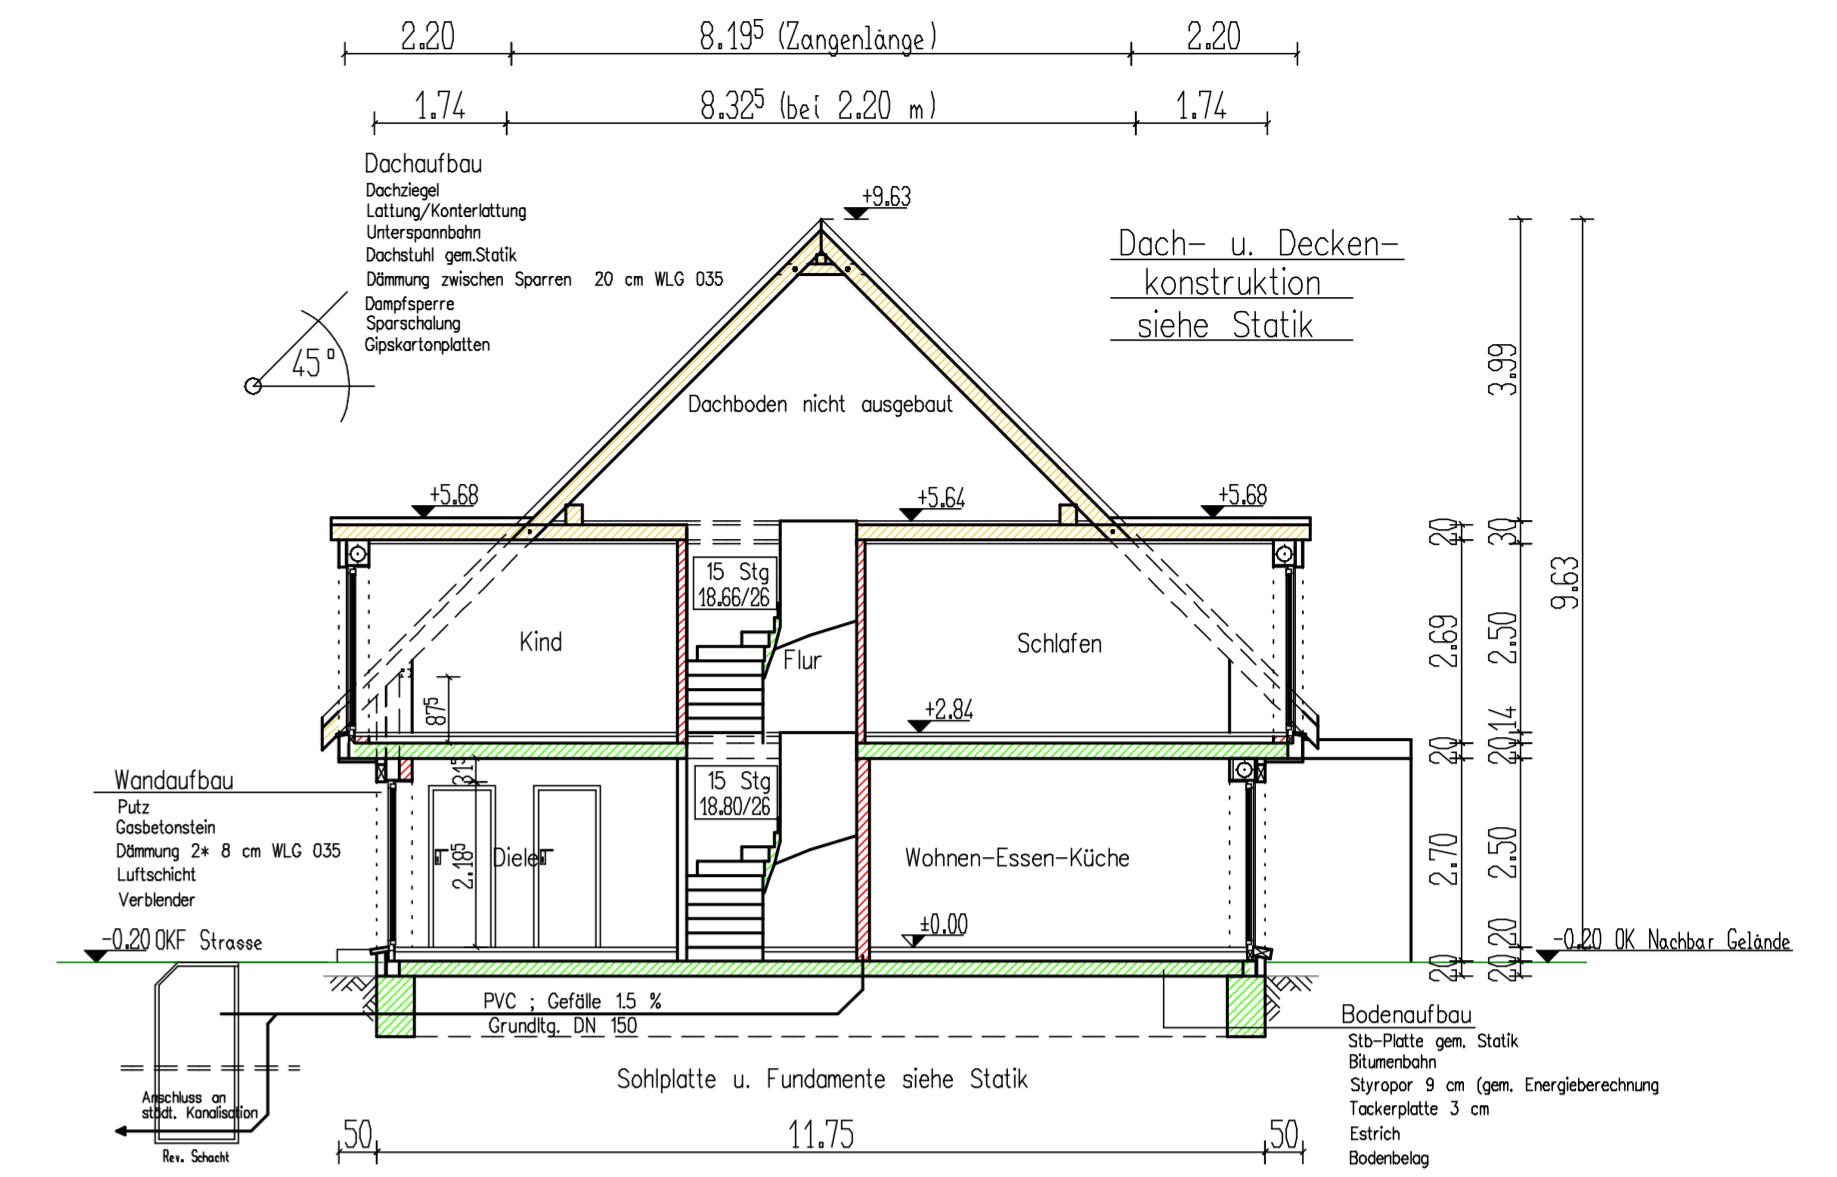 2.20 8.19⁵ (Zangenlänge) 2.20
1.74 8.32⁵ (bei 2.20 m) 1.74
Dachaufbau
Dachziegel
Lattung/Konterlattung
Unterspannbahn
Dachstuhl gem.Statik
Dämmung zwischen Sparren 20 cm WLG 035
Dampfsperre
Sparschalung
Gipskartonplatten
45°
+9.63
Dach- u. Decken-
konstruktion
siehe Statik
Dachboden nicht ausgebaut
3.99
9.63
+5.68
+5.64
+5.68
20
30
15 Stg
18.66/26
Kind
Flur
Schlafen
2.69
2.50
87⁵
+2.84
14
20
20
31⁵
15 Stg
18.80/26
Wandaufbau
Putz
Gasbetonstein
Dämmung 2* 8 cm WLG 035
Luftschicht
Verblender
Diele
2.18⁵
Wohnen-Essen-Küche
2.70
2.50
±0.00
-0.20 OKF Strasse
20
-0.20 OK Nachbar Gelände
20
20
PVC ; Gefälle 1.5 %
Grundltg. DN 150
Sohlplatte u. Fundamente siehe Statik
Bodenaufbau
Stb-Platte gem. Statik
Bitumenbahn
Styropor 9 cm (gem. Energieberechnung
Tackerplatte 3 cm
Estrich
Bodenbelag
Anschluss an
städt. Kanalisation
Rev. Schacht
50 11.75 50